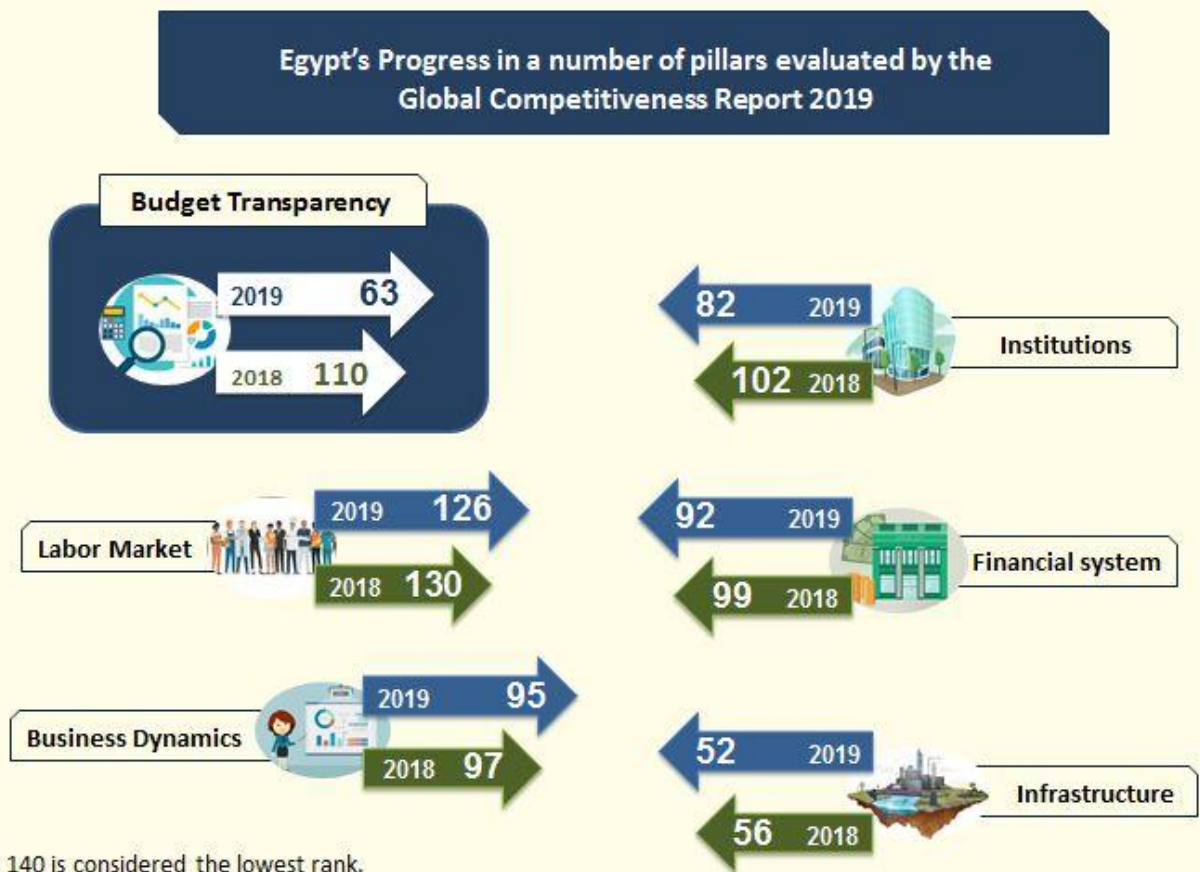 Egypt's Progress in a number of pillars evaluated by the
Global Competitiveness Report 2019
Budget Transparency
2019 63
2018 110
82 2019
102 2018
Institutions
Labor Market
2019 126
2018 130
92 2019
99 2018
Financial system
Business Dynamics
2019 95
2018 97
52 2019
56 2018
Infrastructure
140 is considered the lowest rank.